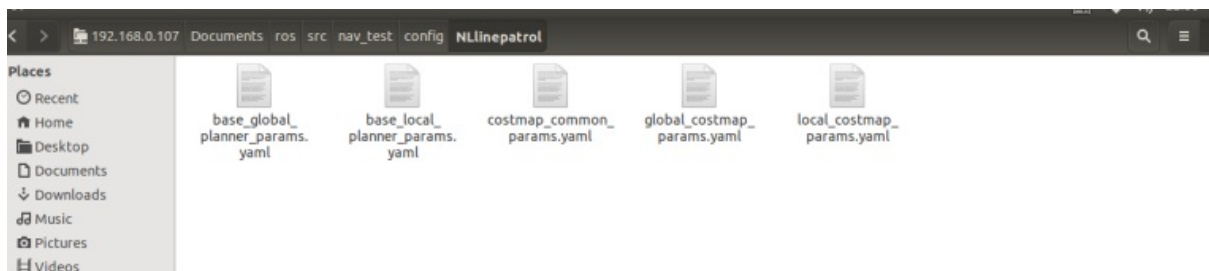 192.168.0.107 Documents ros src nav_test config NLlinepatrol
Places
Recent
Home
Desktop
Documents
Downloads
Music
Pictures
Videos
base_global_
planner_params.
yaml
base_local_
planner_params.
yaml
costmap_common_
params.yaml
global_costmap_
params.yaml
local_costmap_
params.yaml